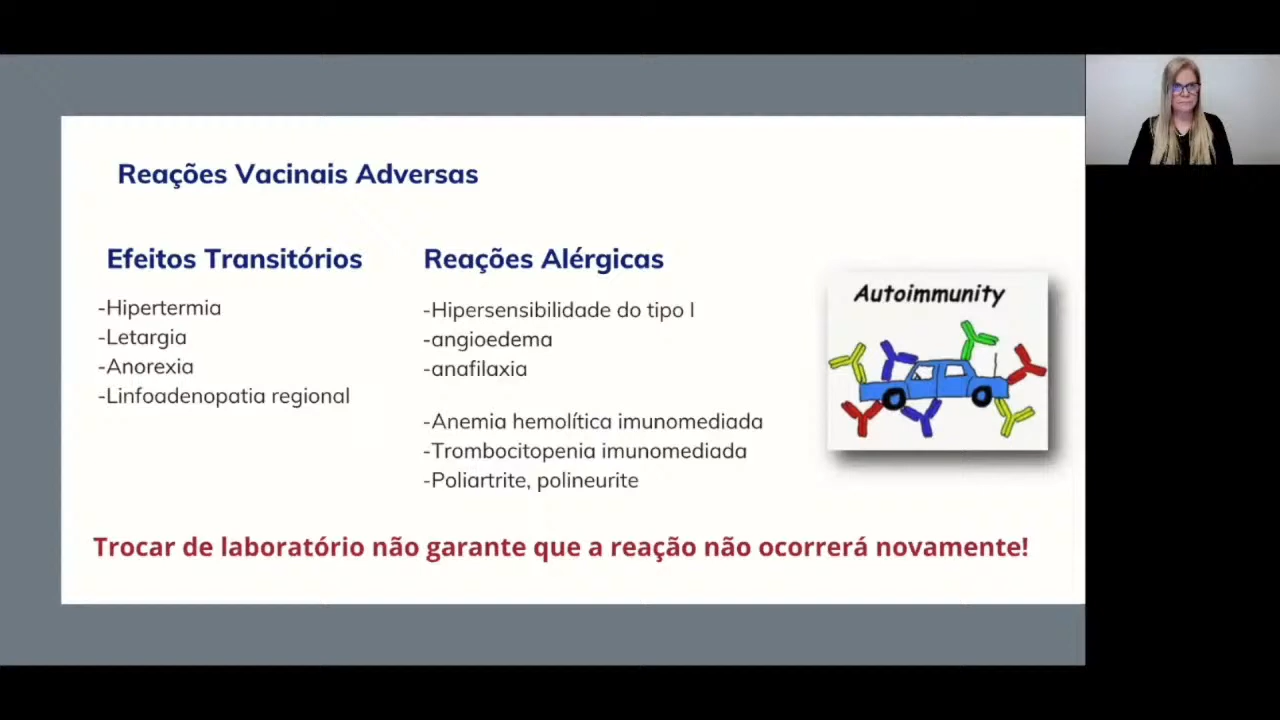 Reações Vacinais Adversas
Efeitos Transitórios
-Hipertermia
-Letargia
-Anorexia
-Linfoadenopatia regional
Reações Alérgicas
-Hipersensibilidade do tipo I
-angioedema
-anafilaxia
-Anemia hemolítica imunomediada
-Trombocitopenia imunomediada
-Poliartrite, polineurite
Autoimmunity
Trocar de laboratório não garante que a reação não ocorrerá novamente!